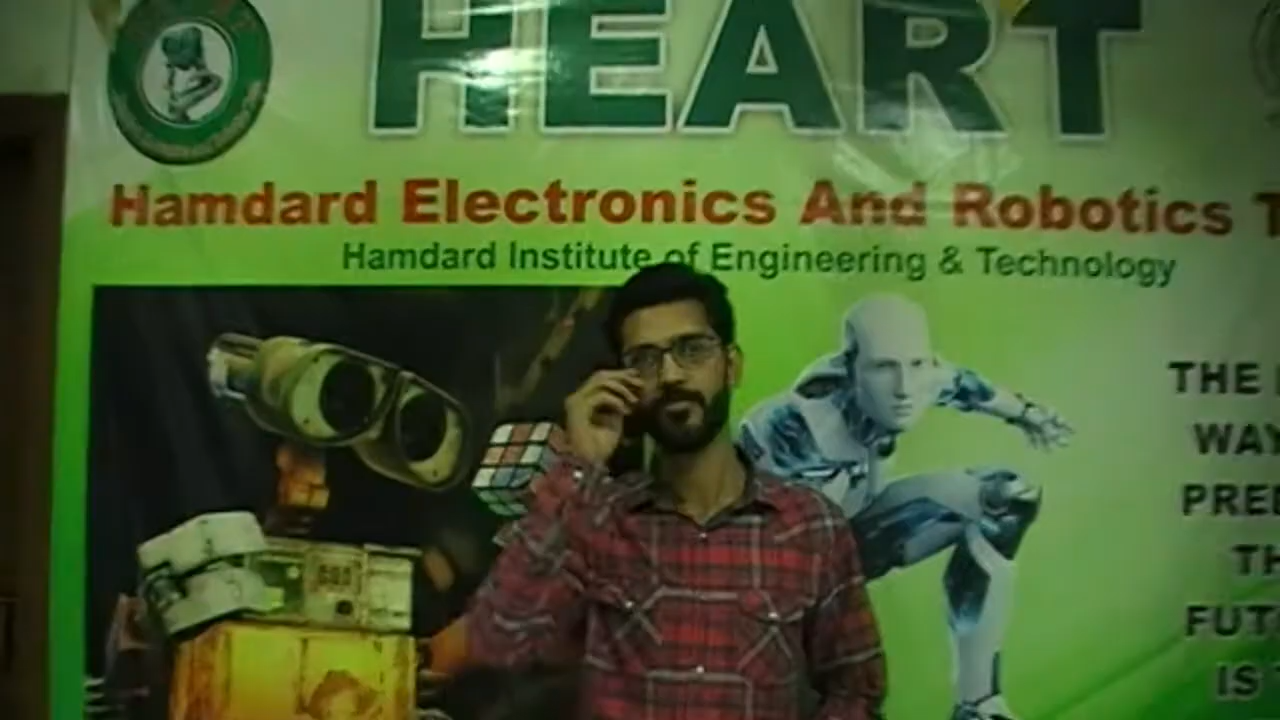 HEART
Hamdard Electronics And Robotics T
Hamdard Institute of Engineering & Technology
THE
WAY
PRE
TH
FUT
IS